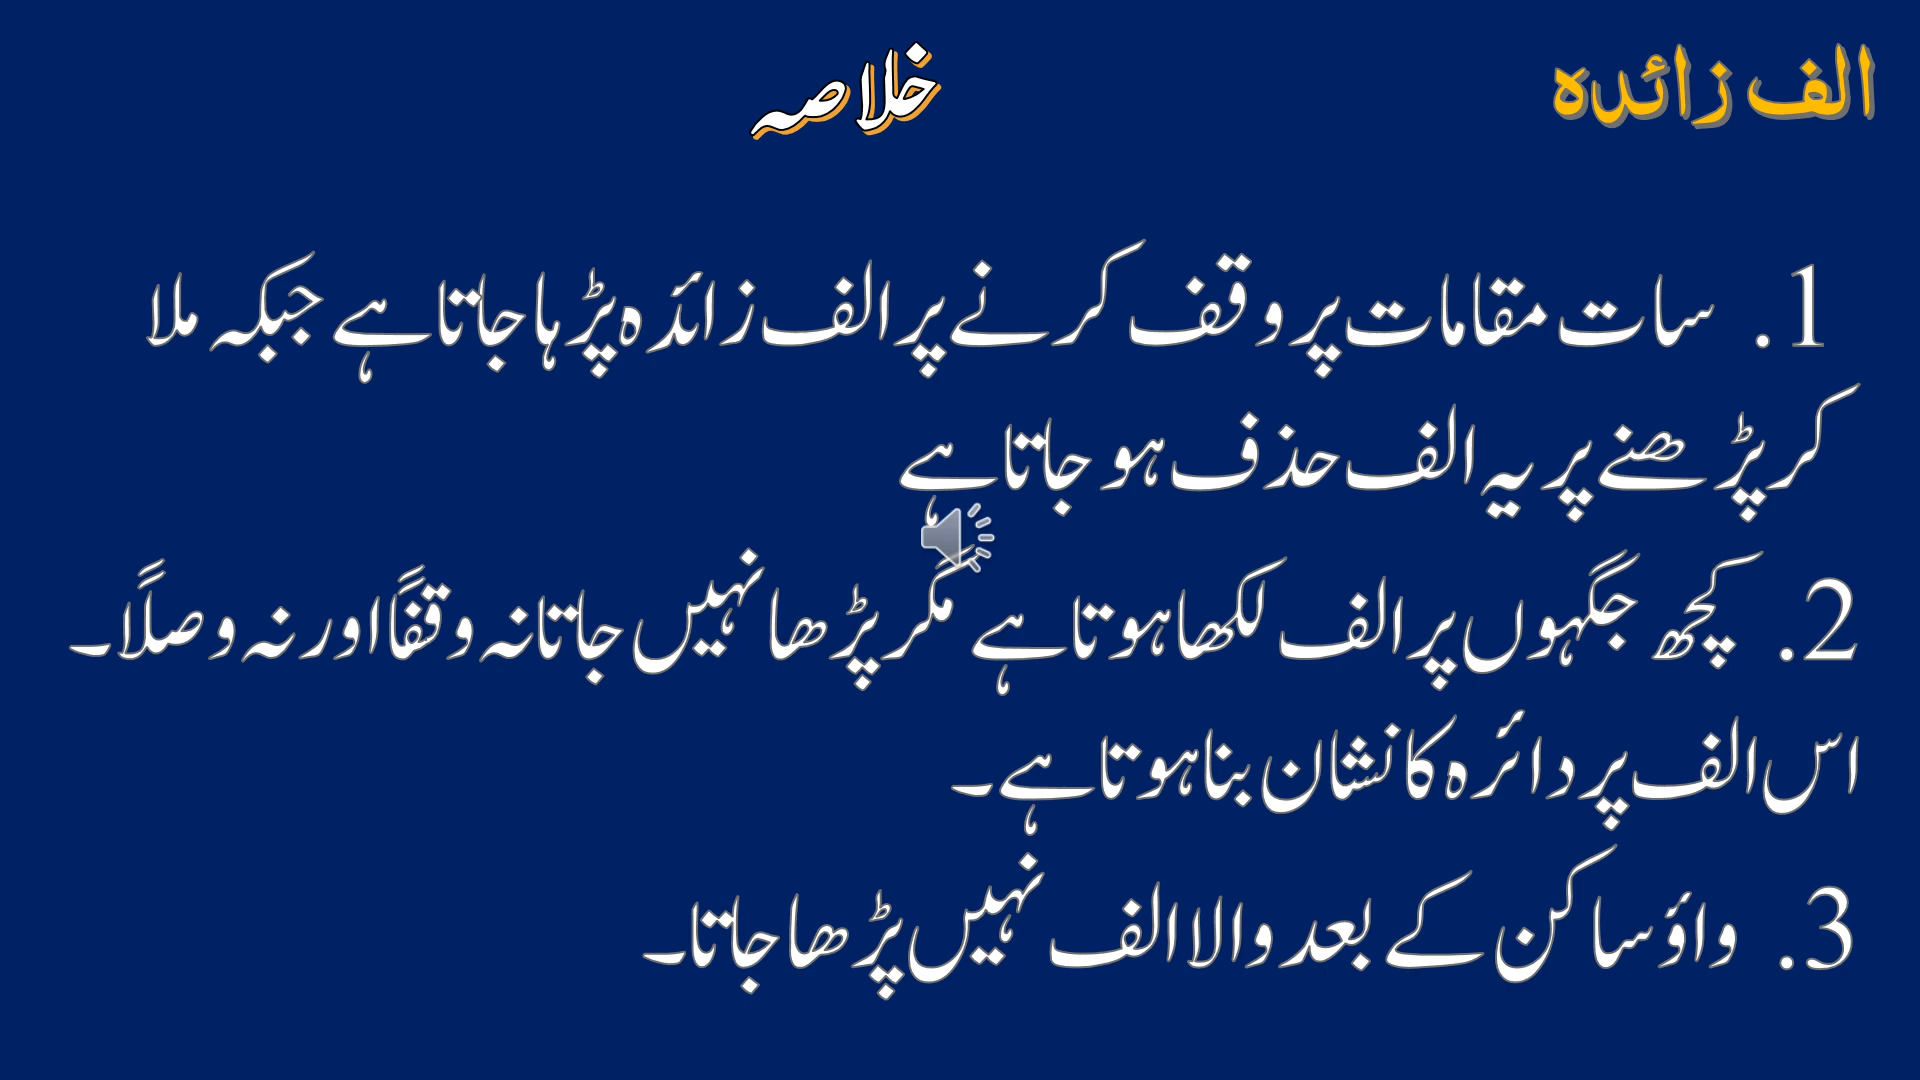 الف زائدہ
خلاصہ
1. سات مقامات پر وقف کرنے پر الف زائدہ پڑہا جاتا ہے جبکہ ملا
کر پڑھنے پر یہ الف حذف ہو جاتا ہے
2. کچھ جگہوں پر الف لکھا ہوتا ہے مگر پڑھا نہیں جاتا نہ وقفًا اور نہ وصلًا۔
اس الف پر دائرہ کا نشان بنا ہوتا ہے۔
3. واؤ ساکن کے بعد والا الف نہیں پڑھا جاتا۔